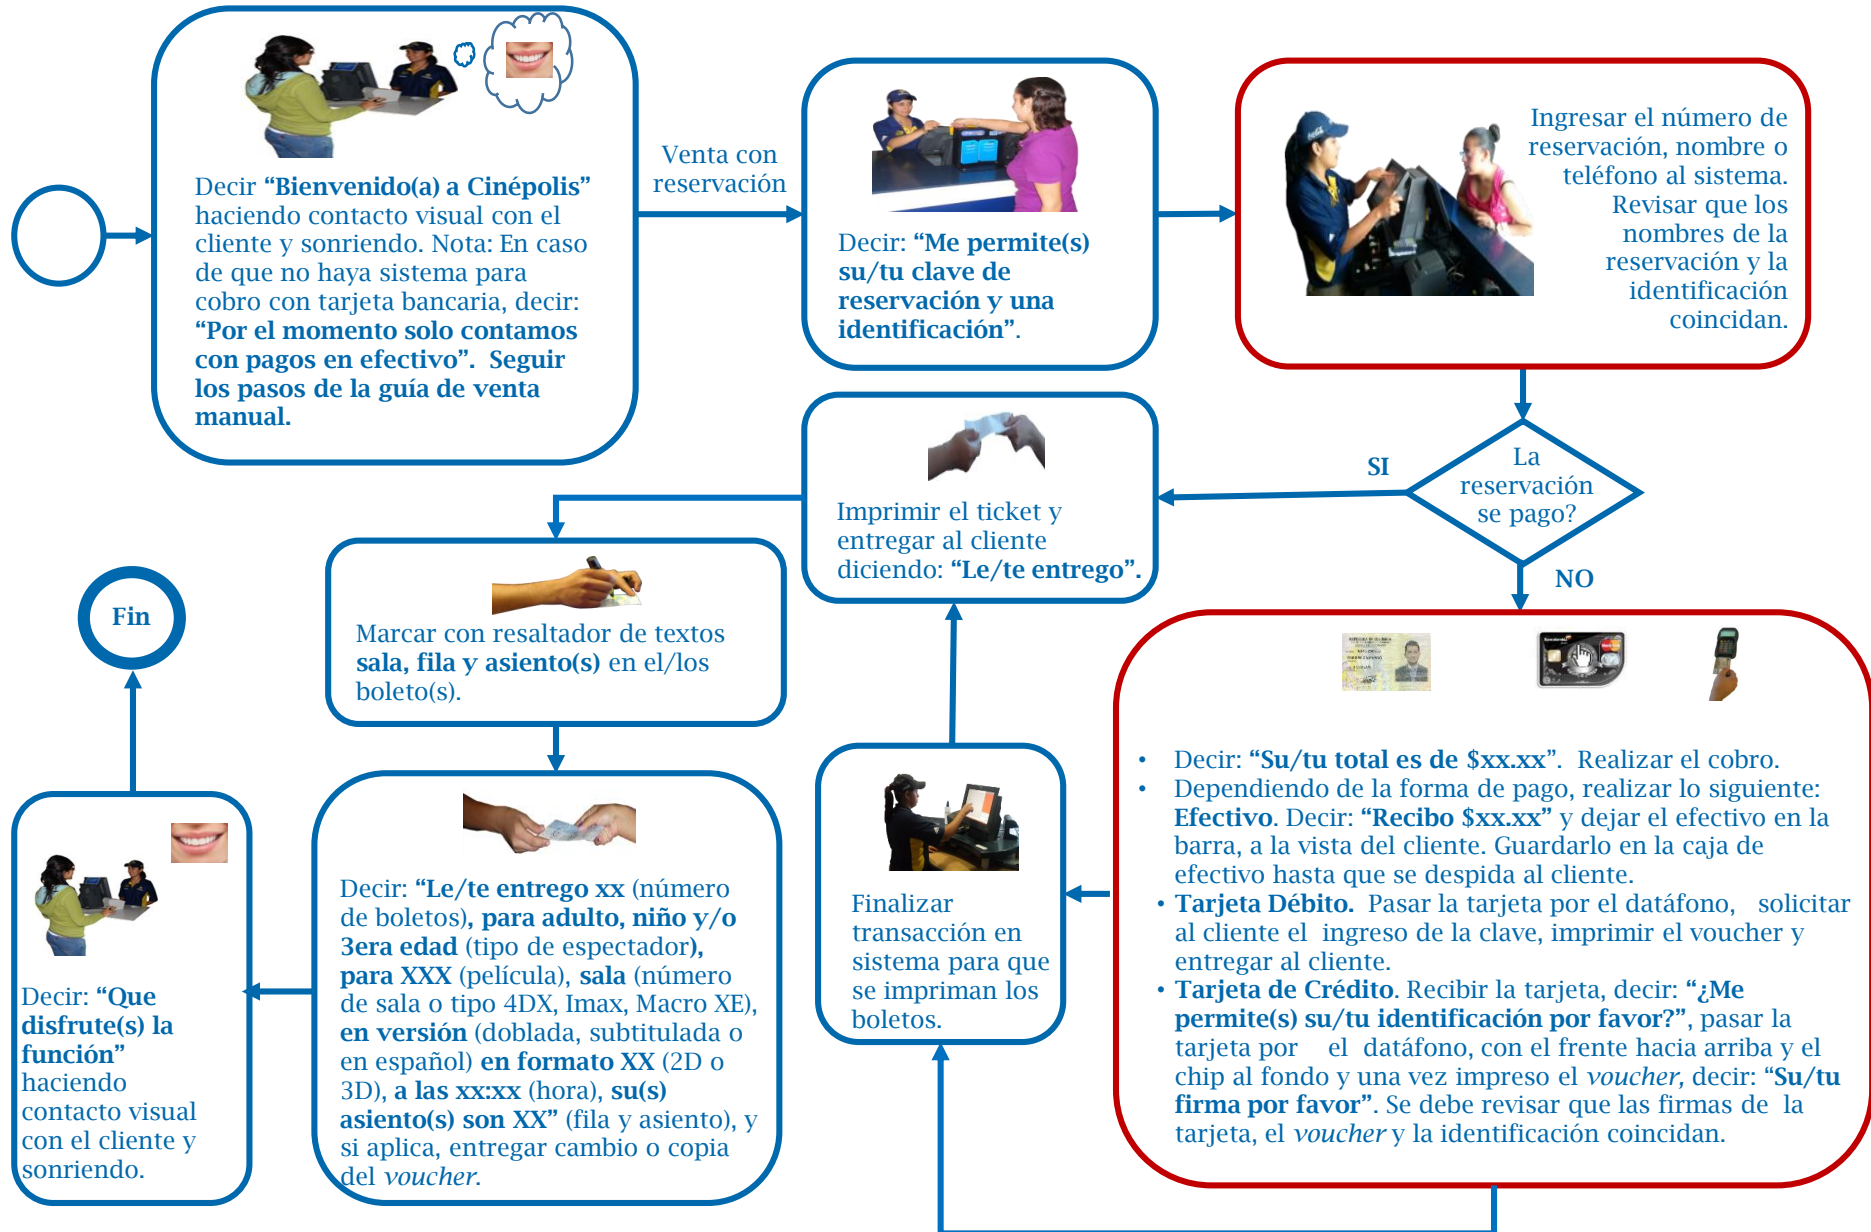 Decir “Bienvenido(a) a Cinépolis”
haciendo contacto visual con el
cliente y sonriendo. Nota: En caso
de que no haya sistema para
cobro con tarjeta bancaria, decir:
“Por el momento solo contamos
con pagos en efectivo”. Seguir
los pasos de la guía de venta
manual.
Venta con
reservación
Decir: “Me permite(s)
su/tu clave de
reservación y una
identificación”.
Ingresar el número de
reservación, nombre o
teléfono al sistema.
Revisar que los
nombres de la
reservación y la
identificación
coincidan.
La
reservación
se pago?
SI
NO
Imprimir el ticket y
entregar al cliente
diciendo: “Le/te entrego”.
Marcar con resaltador de textos
sala, fila y asiento(s) en el/los
boleto(s).
• Decir: “Su/tu total es de $xx.xx”. Realizar el cobro.
• Dependiendo de la forma de pago, realizar lo siguiente:
Efectivo. Decir: “Recibo $xx.xx” y dejar el efectivo en la
barra, a la vista del cliente. Guardarlo en la caja de
efectivo hasta que se despida al cliente.
• Tarjeta Débito. Pasar la tarjeta por el datáfono, solicitar
al cliente el ingreso de la clave, imprimir el voucher y
entregar al cliente.
• Tarjeta de Crédito. Recibir la tarjeta, decir: “¿Me
permite(s) su/tu identificación por favor?”, pasar la
tarjeta por el datáfono, con el frente hacia arriba y el
chip al fondo y una vez impreso el voucher, decir: “Su/tu
firma por favor”. Se debe revisar que las firmas de la
tarjeta, el voucher y la identificación coincidan.
Finalizar
transacción en
sistema para que
se impriman los
boletos.
Decir: “Le/te entrego xx (número
de boletos), para adulto, niño y/o
3era edad (tipo de espectador),
para XXX (película), sala (número
de sala o tipo 4DX, Imax, Macro XE),
en versión (doblada, subtitulada o
en español) en formato XX (2D o
3D), a las xx:xx (hora), su(s)
asiento(s) son XX” (fila y asiento), y
si aplica, entregar cambio o copia
del voucher.
Decir: “Que
disfrute(s) la
función”
haciendo
contacto visual
con el cliente y
sonriendo.
Fin